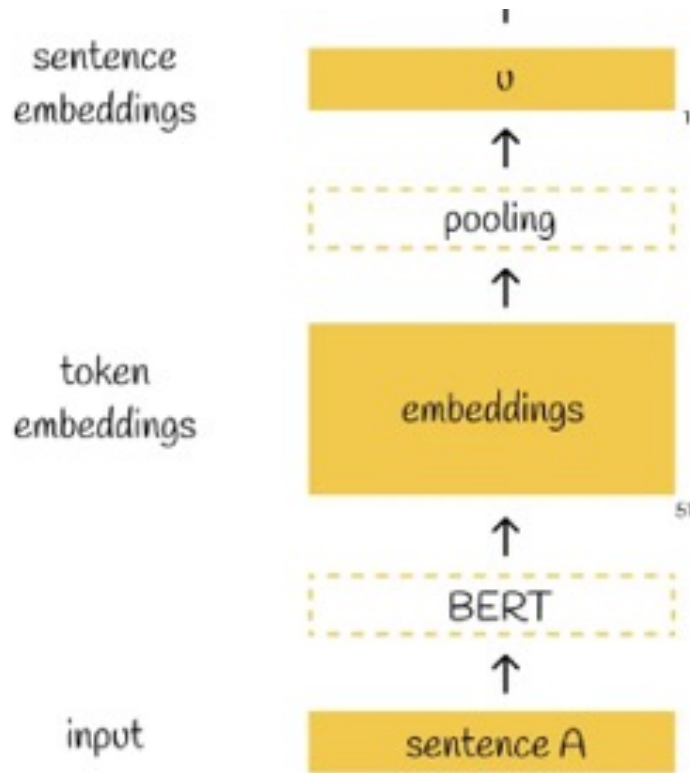 sentence
embeddings
υ
pooling
token
embeddings
embeddings
BERT
input
sentence A